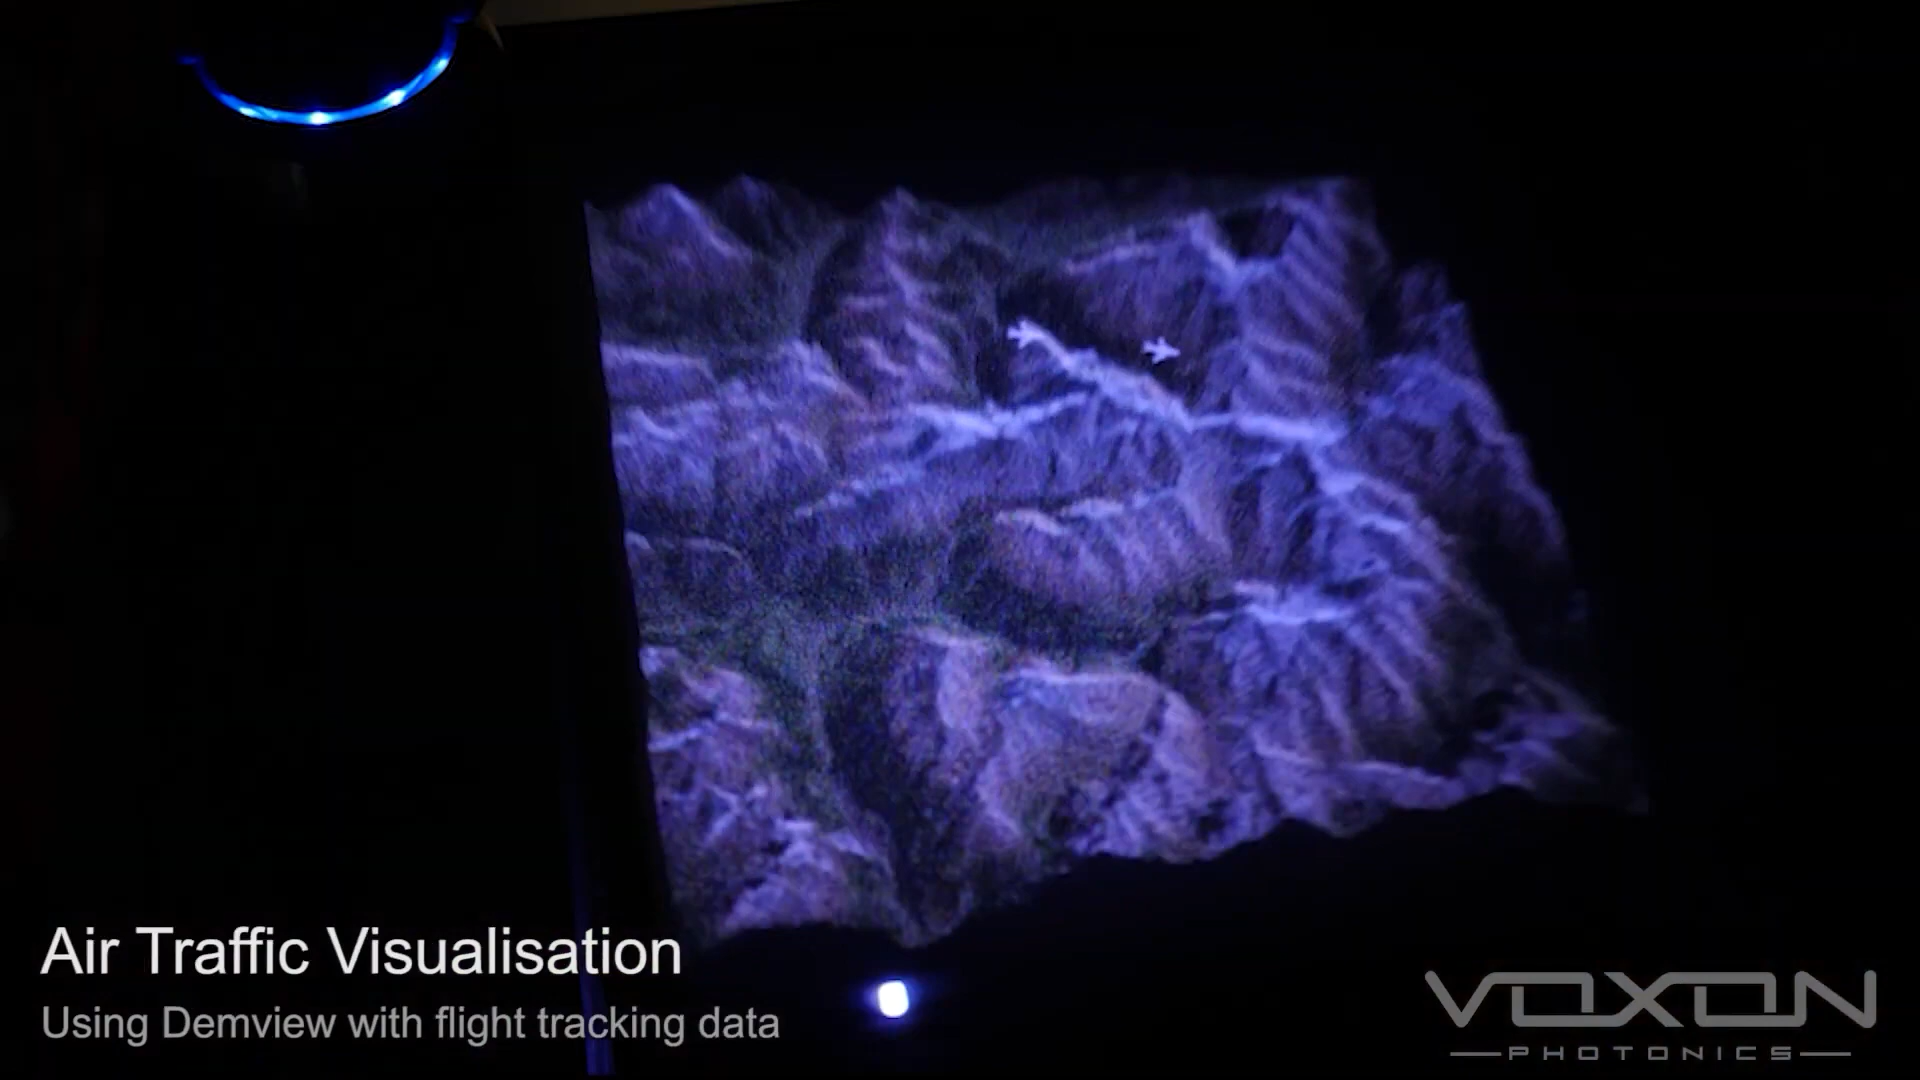 Air Traffic Visualisation
Using Demview with flight tracking data
VOXON
PHOTONICS